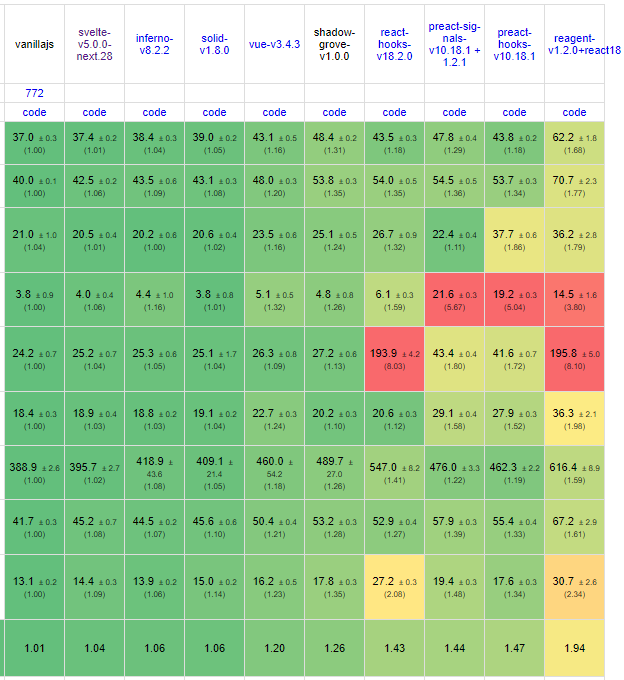 vanillajs svelte-v5.0.0-next.28 inferno-v8.2.2 solid-v1.8.0 vue-v3.4.3 shadow-grove-v1.0.0 react-hooks-v18.2.0 preact-signals-v10.18.1 + 1.2.1 preact-hooks-v10.18.1 reagent-v1.2.0+react18
772
code code code code code code code code code code
37.0 ± 0.3 37.4 ± 0.2 38.4 ± 0.3 39.0 ± 0.2 43.1 ± 0.5 48.4 ± 0.2 43.5 ± 0.3 47.8 ± 0.4 43.8 ± 0.2 62.2 ± 1.8
(1.00) (1.01) (1.04) (1.05) (1.16) (1.31) (1.18) (1.29) (1.18) (1.68)
40.0 ± 0.1 42.5 ± 0.2 43.5 ± 0.6 43.1 ± 0.3 48.0 ± 0.3 53.8 ± 0.3 54.0 ± 0.5 54.5 ± 0.5 53.7 ± 0.3 70.7 ± 2.3
(1.00) (1.06) (1.09) (1.08) (1.20) (1.35) (1.35) (1.36) (1.34) (1.77)
21.0 ± 1.0 20.5 ± 0.4 20.2 ± 0.6 20.6 ± 0.4 23.5 ± 0.6 25.1 ± 0.5 26.7 ± 0.9 22.4 ± 0.4 37.7 ± 0.6 36.2 ± 2.8
(1.04) (1.01) (1.00) (1.02) (1.16) (1.24) (1.32) (1.11) (1.86) (1.79)
3.8 ± 0.9 4.0 ± 0.4 4.4 ± 1.0 3.8 ± 0.8 5.1 ± 0.5 4.8 ± 0.8 6.1 ± 0.3 21.6 ± 0.3 19.2 ± 0.3 14.5 ± 1.6
(1.00) (1.06) (1.16) (1.01) (1.32) (1.26) (1.59) (5.67) (5.04) (3.80)
24.2 ± 0.7 25.2 ± 0.7 25.3 ± 0.6 25.1 ± 1.7 26.3 ± 0.8 27.2 ± 0.6 193.9 ± 4.2 43.4 ± 0.4 41.6 ± 0.7 195.8 ± 5.0
(1.00) (1.04) (1.05) (1.04) (1.09) (1.13) (8.03) (1.80) (1.72) (8.10)
18.4 ± 0.3 18.9 ± 0.4 18.8 ± 0.2 19.1 ± 0.2 22.7 ± 0.3 20.2 ± 0.3 20.6 ± 0.3 29.1 ± 0.4 27.9 ± 0.3 36.3 ± 2.1
(1.00) (1.03) (1.03) (1.04) (1.24) (1.10) (1.12) (1.58) (1.52) (1.98)
388.9 ± 2.6 395.7 ± 2.7 418.9 ± 43.6 409.1 ± 21.4 460.0 ± 54.2 489.7 ± 27.0 547.0 ± 8.2 476.0 ± 3.3 462.3 ± 2.2 616.4 ± 8.9
(1.00) (1.02) (1.08) (1.05) (1.18) (1.26) (1.41) (1.22) (1.19) (1.59)
41.7 ± 0.3 45.2 ± 0.7 44.5 ± 0.2 45.6 ± 0.6 50.4 ± 0.4 53.2 ± 0.3 52.9 ± 0.4 57.9 ± 0.3 55.4 ± 0.4 67.2 ± 2.9
(1.00) (1.08) (1.07) (1.10) (1.21) (1.28) (1.27) (1.39) (1.33) (1.61)
13.1 ± 0.2 14.4 ± 0.3 13.9 ± 0.2 15.0 ± 0.2 16.2 ± 0.5 17.8 ± 0.3 27.2 ± 0.3 19.4 ± 0.3 17.6 ± 0.3 30.7 ± 2.6
(1.00) (1.09) (1.06) (1.14) (1.23) (1.35) (2.08) (1.48) (1.34) (2.34)
1.01 1.04 1.06 1.06 1.20 1.26 1.43 1.44 1.47 1.94